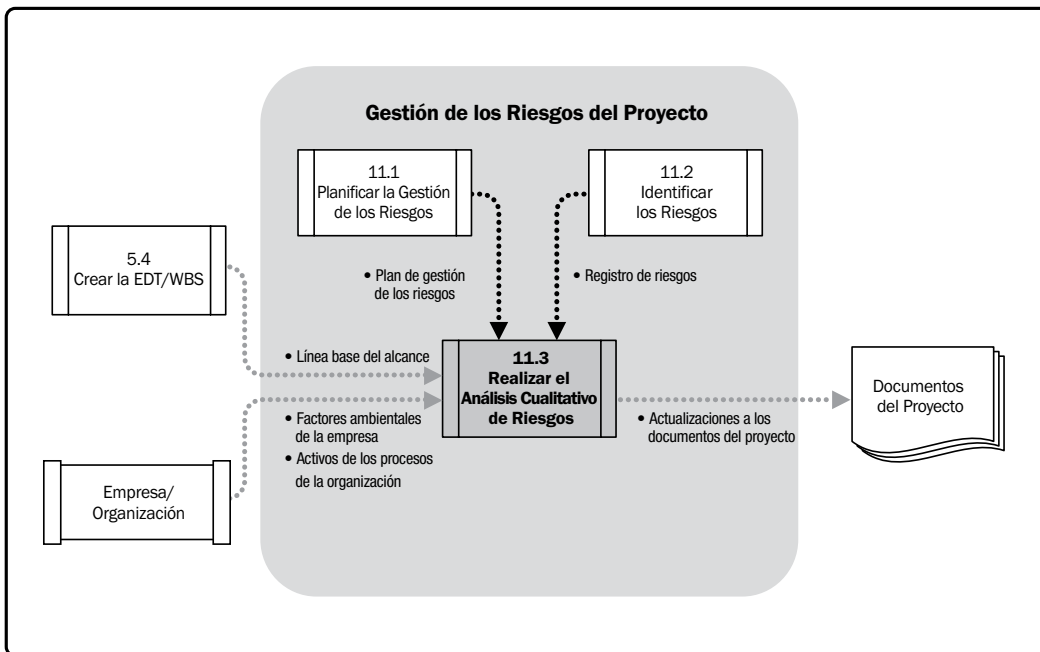 Gestión de los Riesgos del Proyecto
11.1
Planificar la Gestión
de los Riesgos
11.2
Identificar
los Riesgos
5.4
Crear la EDT/WBS
• Plan de gestión
de los riesgos
• Registro de riesgos
• Línea base del alcance
11.3
Realizar el
Análisis Cualitativo
de Riesgos
Documentos
del Proyecto
• Factores ambientales
de la empresa
• Activos de los procesos
de la organización
• Actualizaciones a los
documentos del proyecto
Empresa/
Organización